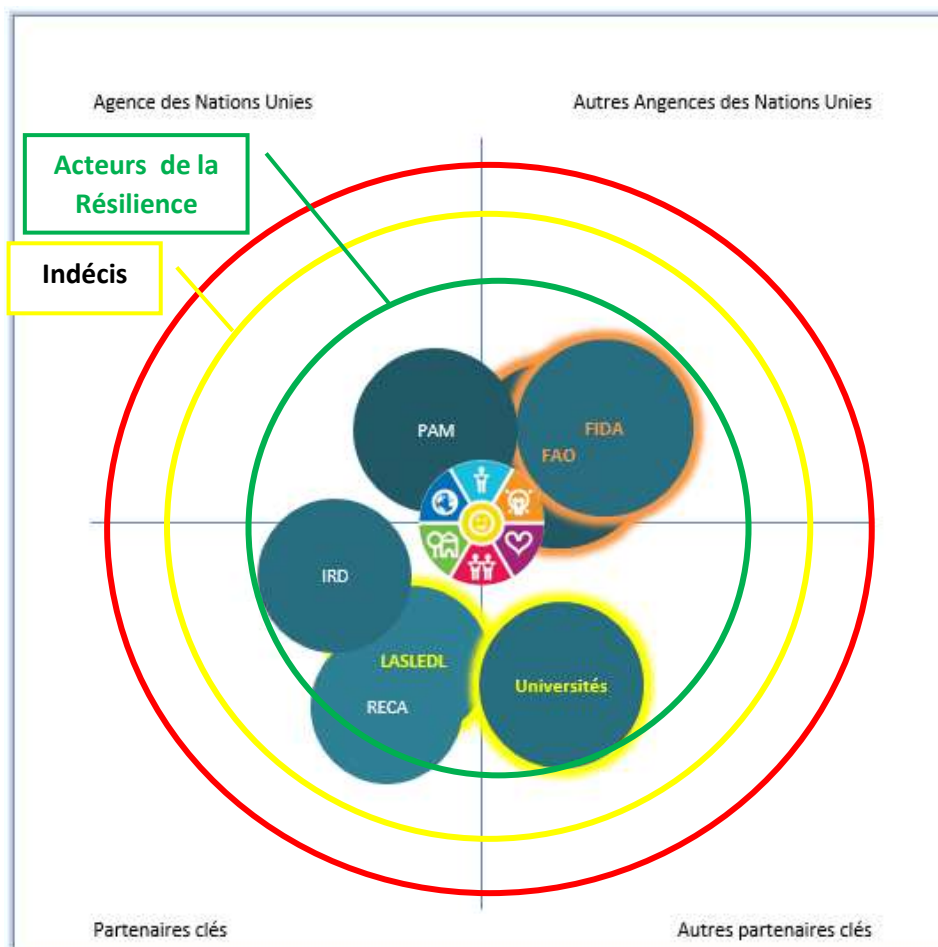 Agence des Nations Unies
Autres Angences des Nations Unies
Acteurs de la
Résilience
Indécis
PAM
FIDA
FAO
IRD
LASLEDL
Universités
RECA
Partenaires clés
Autres partenaires clés